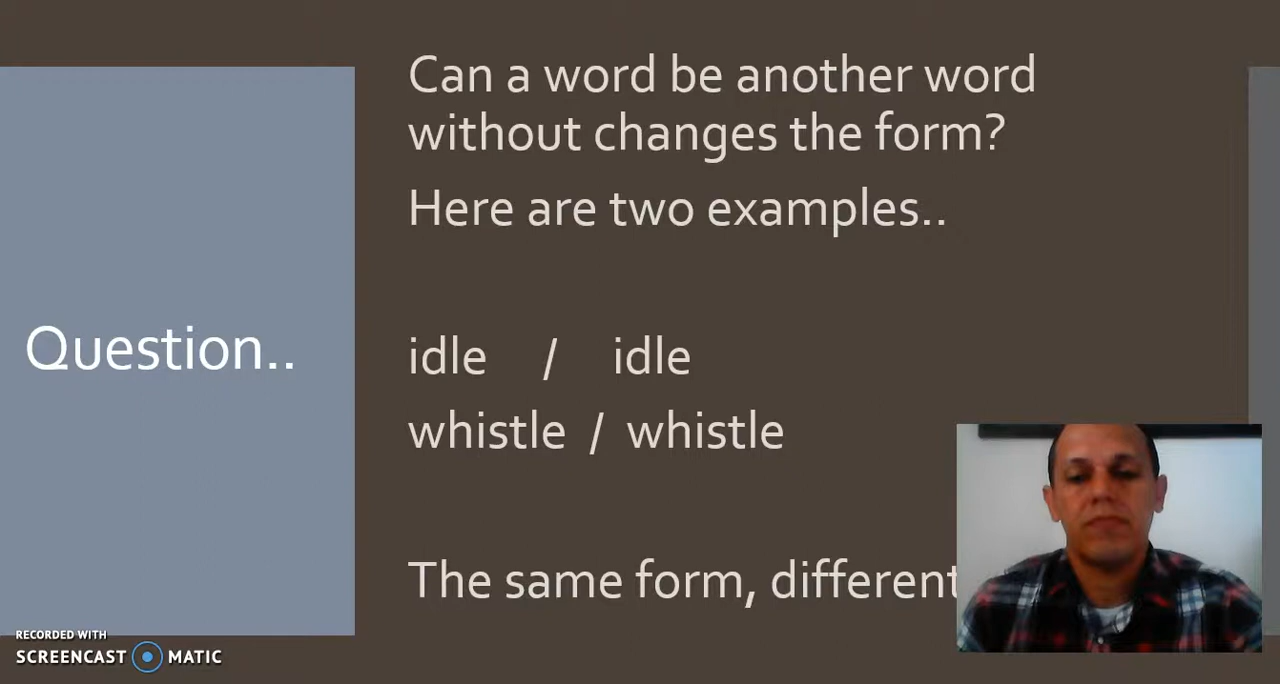 Question..
Can a word be another word
without changes the form?
Here are two examples..
idle / idle
whistle / whistle
The same form, different
RECORDED WITH
SCREENCAST MATIC